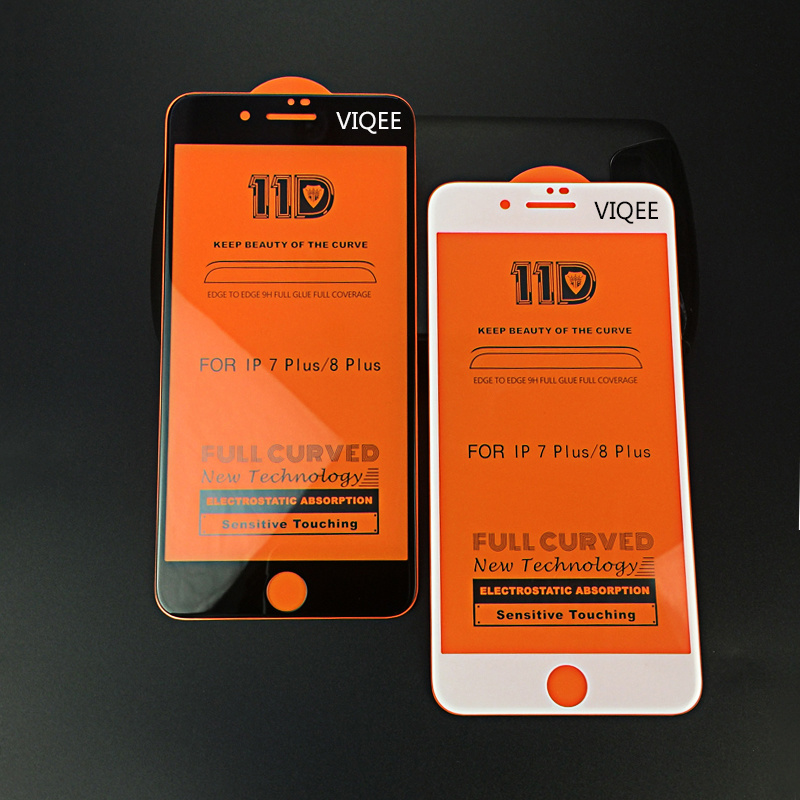 VIQEE
11D
KEEP BEAUTY OF THE CURVE
EDGE TO EDGE 9H FULL GLUE FULL COVERAGE
FOR IP 7 Plus/8 Plus
FULL CURVED
New Technology
ELECTROSTATIC ABSORPTION
Sensitive Touching
VIQEE
11D
KEEP BEAUTY OF THE CURVE
EDGE TO EDGE 9H FULL GLUE FULL COVERAGE
FOR IP 7 Plus/8 Plus
FULL CURVED
New Technology
ELECTROSTATIC ABSORPTION
Sensitive Touching